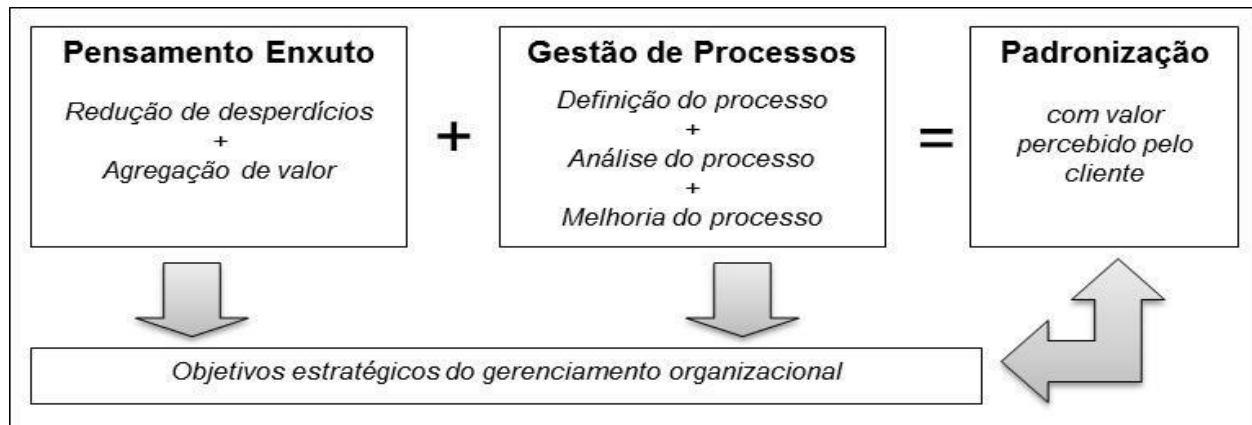 Pensamento Enxuto
Redução de desperdícios
+
Agregação de valor
+
Gestão de Processos
Definição do processo
+
Análise do processo
+
Melhoria do processo
=
Padronização
com valor
percebido pelo
cliente
Objetivos estratégicos do gerenciamento organizacional